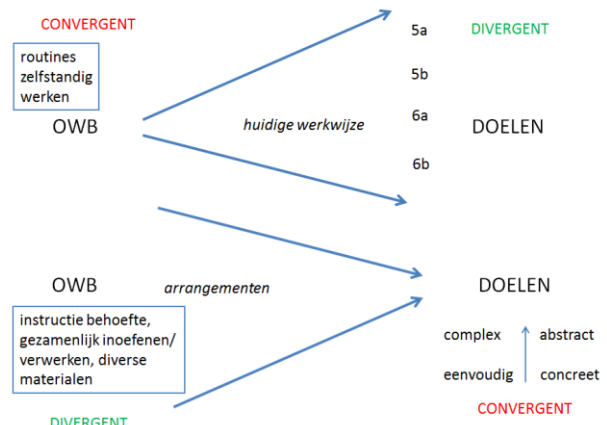 CONVERGENT
5a
DIVERGENT
routines
zelfstandig
werken
5b
OWB
huidige werkwijze
6a
DOELEN
6b
OWB
arrangementen
DOELEN
instructie behoefte,
gezamenlijk inoefenen/
verwerken, diverse
materialen
complex
abstract
eenvoudig
concreet
CONVERGENT
DIVERGENT